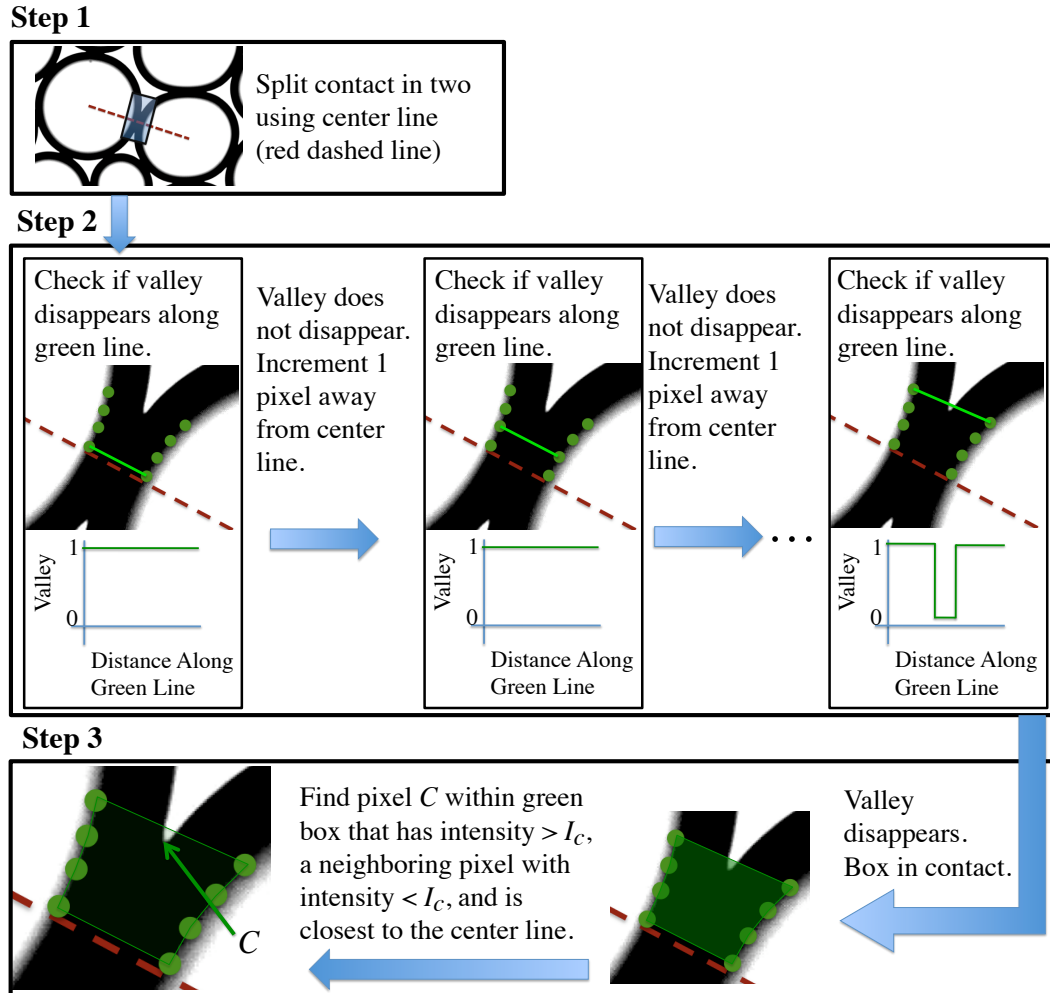 Step 1
Split contact in two
using center line
(red dashed line)
Step 2
Check if valley
disappears along
green line.
1
Valley
0
Distance Along
Green Line
Valley does
not disappear.
Increment 1
pixel away
from center
line.
Check if valley
disappears along
green line.
1
Valley
0
Distance Along
Green Line
Valley does
not disappear.
Increment 1
pixel away
from center
line.
...
Check if valley
disappears along
green line.
1
Valley
0
Distance Along
Green Line
Step 3
Valley
disappears.
Box in contact.
Find pixel C within green
box that has intensity > I_c,
a neighboring pixel with
intensity < I_c, and is
closest to the center line.
C